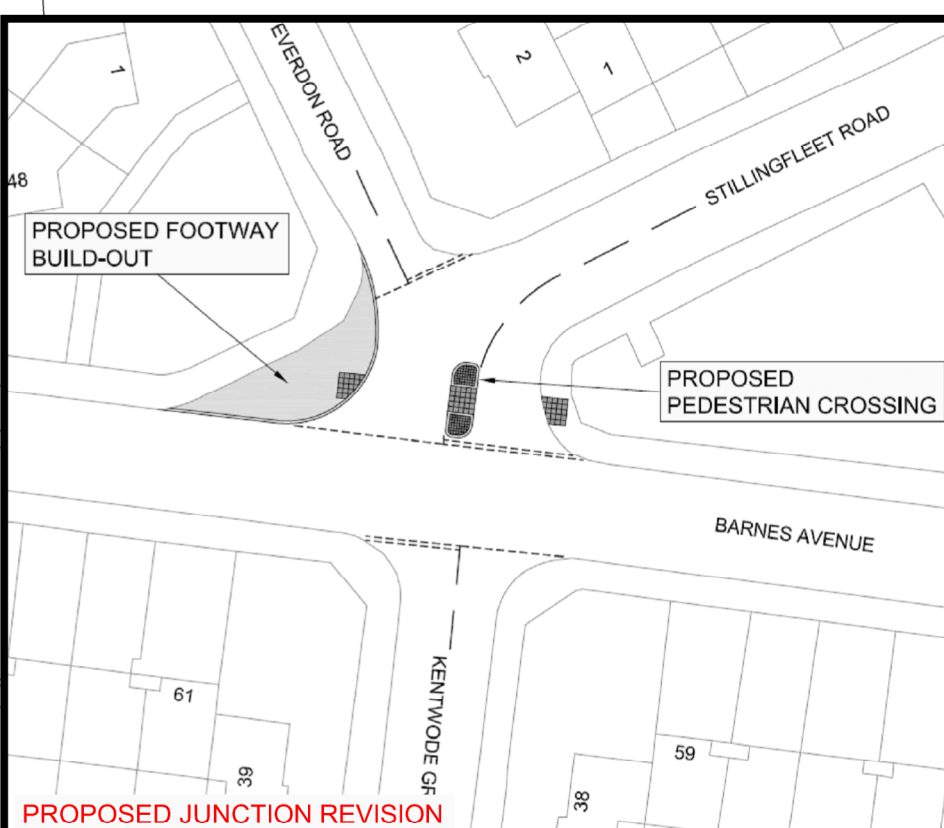 EVERDON ROAD
2
1
1
STILLINGFLEET ROAD
48
PROPOSED FOOTWAY
BUILD-OUT
PROPOSED
PEDESTRIAN CROSSING
BARNES AVENUE
KENTWODE GR
61
59
39
38
PROPOSED JUNCTION REVISION